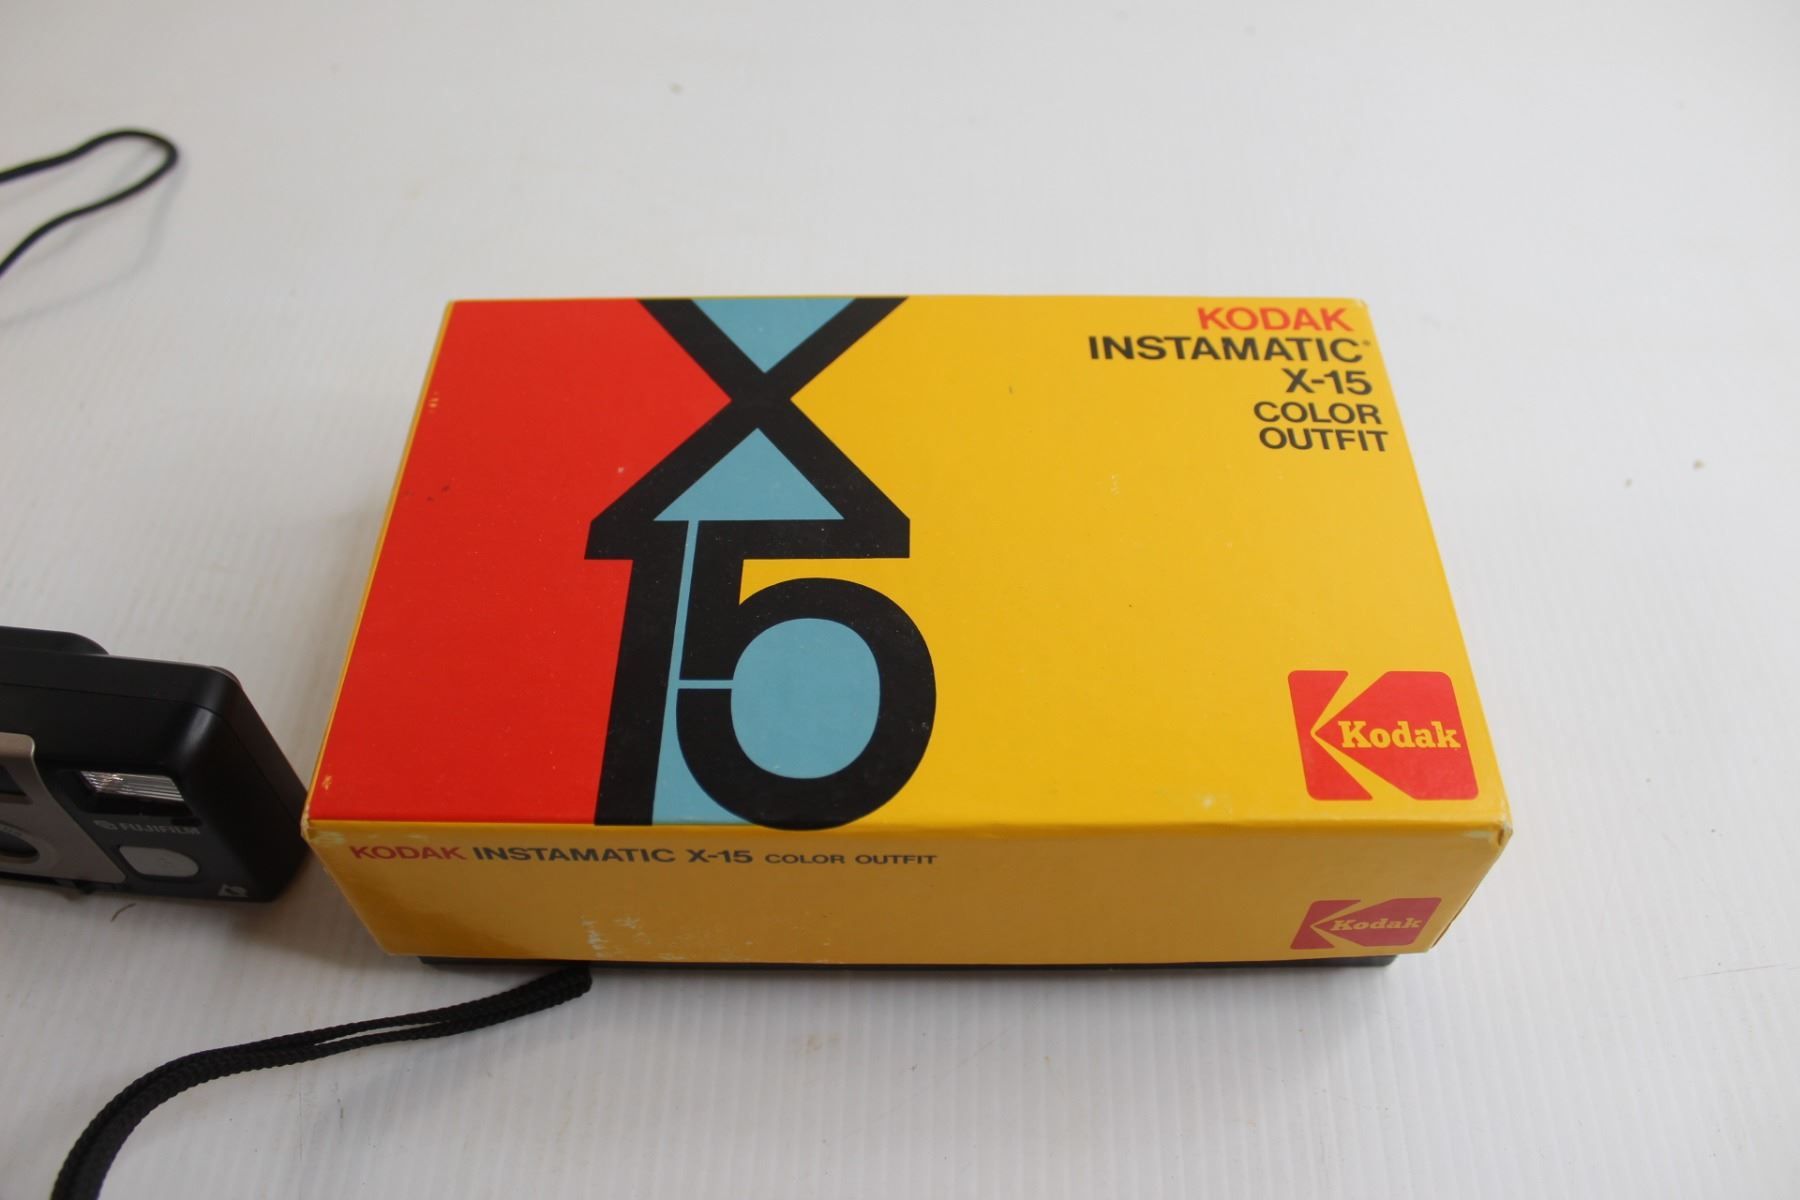 KODAK
INSTAMATIC®
X-15
COLOR
OUTFIT
X
15
Kodak
KODAK INSTAMATIC X-15 COLOR OUTFIT
Kodak
FUJIFILM